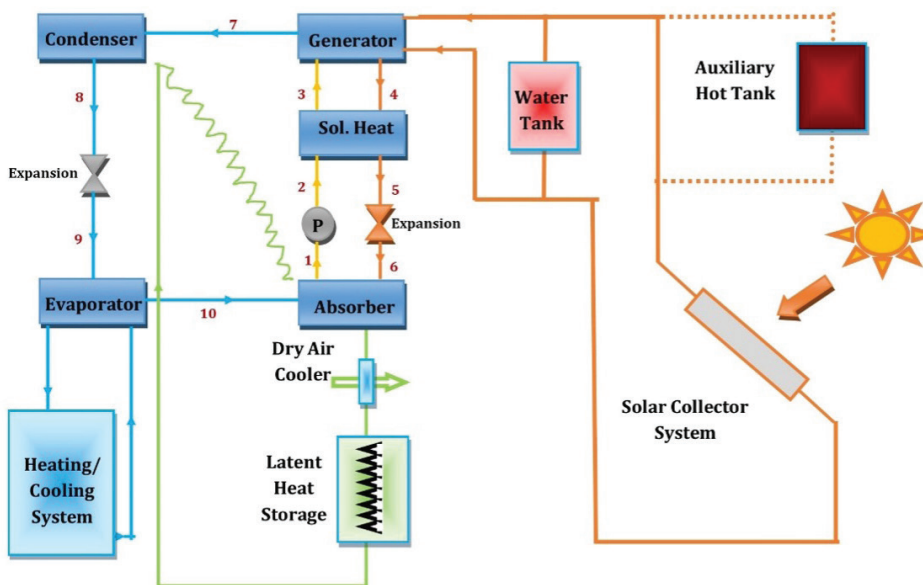 Condenser
7
Generator
Auxiliary
Hot Tank
8
3
4
Water
Tank
Sol. Heat
Expansion
2
5
P
Expansion
9
1
6
Evaporator
10
Absorber
Dry Air
Cooler
Solar Collector
System
Heating/
Cooling
System
Latent
Heat
Storage